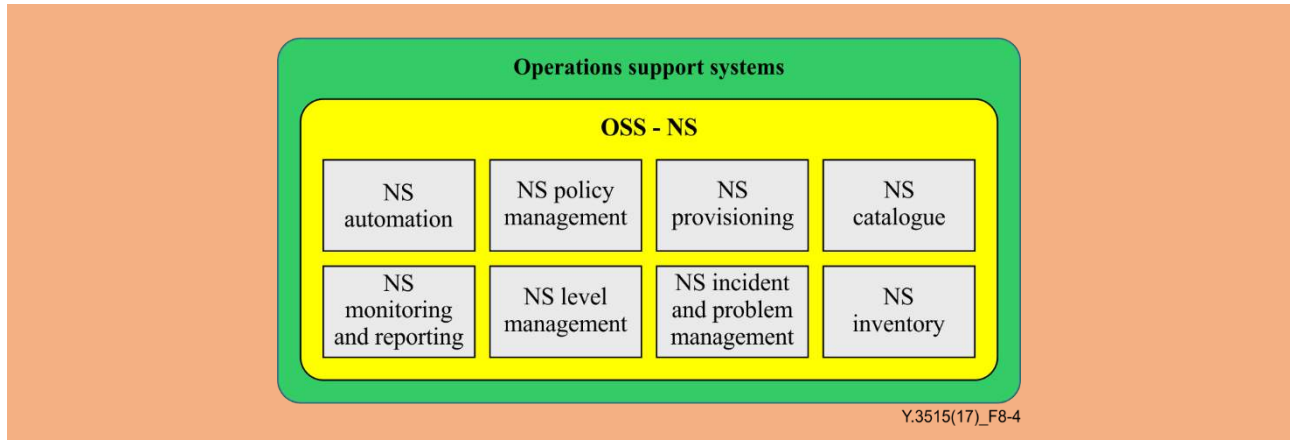 Operations support systems
OSS - NS
NS
automation
NS policy
management
NS
provisioning
NS
catalogue
NS
monitoring
and reporting
NS level
management
NS incident
and problem
management
NS
inventory
Y.3515(17)_F8-4